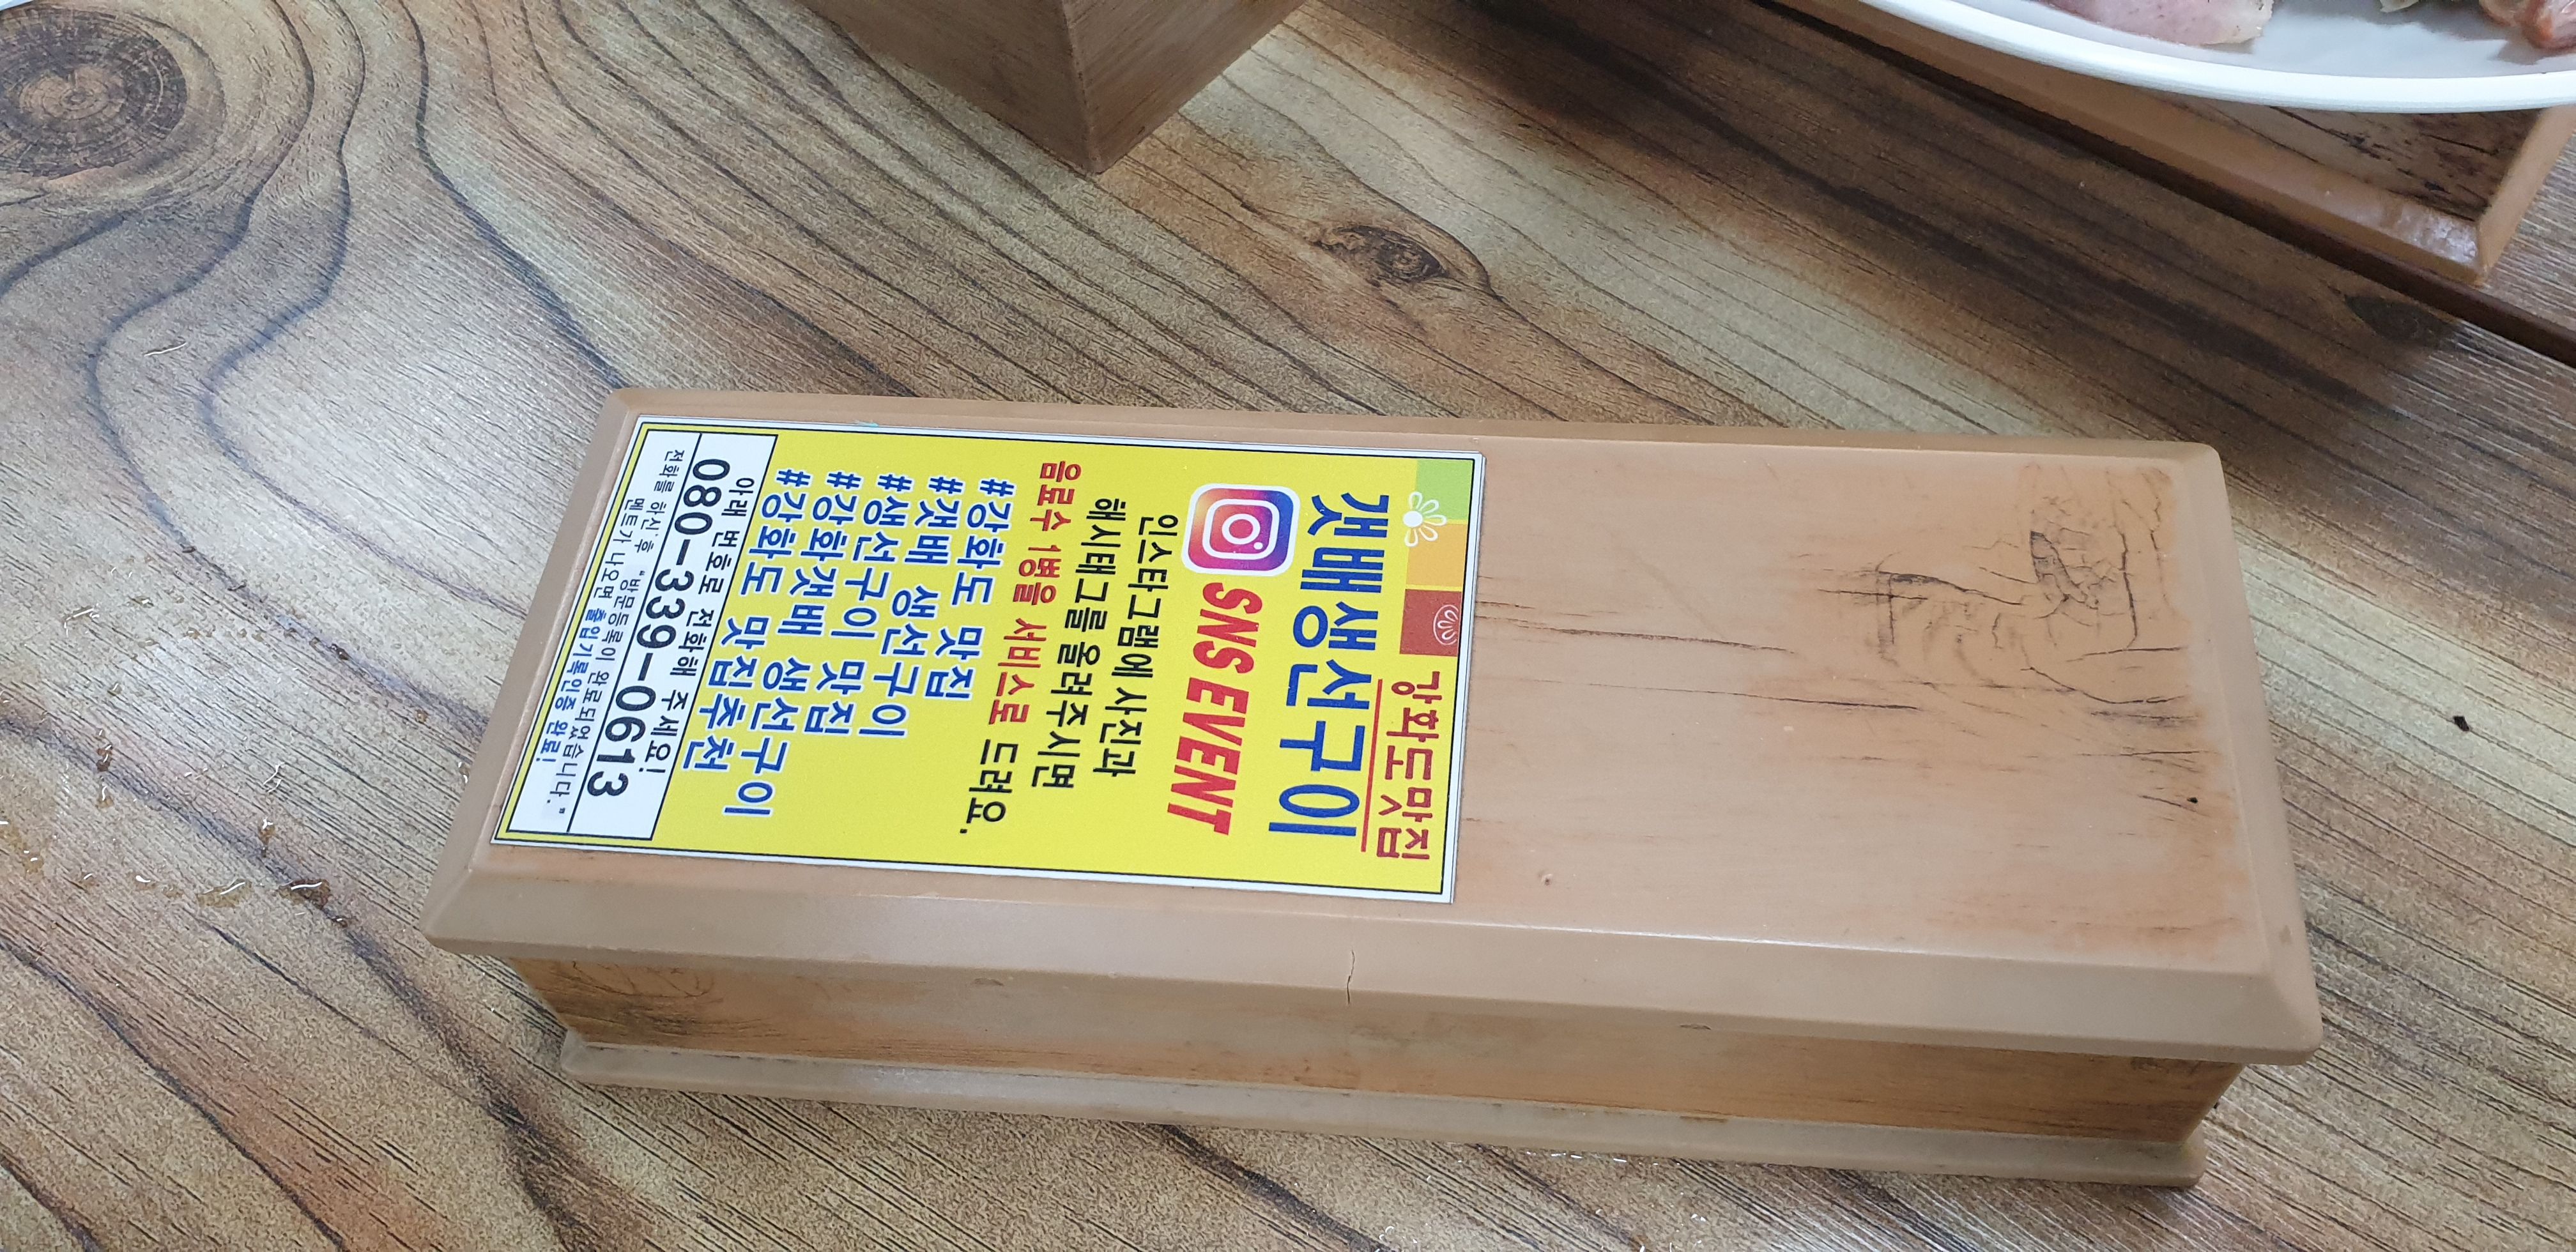 강화도맛집
갯배생선구이
SNS EVENT
인스타그램에 사진과
해시태그를 올려주시면
음료수 1병을 서비스로 드려요.
#강화도 맛집
#갯배 생선구이
#생선구이 맛집
#강화갯배 생선구이
#강화도 맛집추천
아래 번호로 전화해 주세요!
080-339-0613
전화를 하신 후 "방문등록이 완료되었습니다."
멘트가 나오면 출입기록인증 완료!